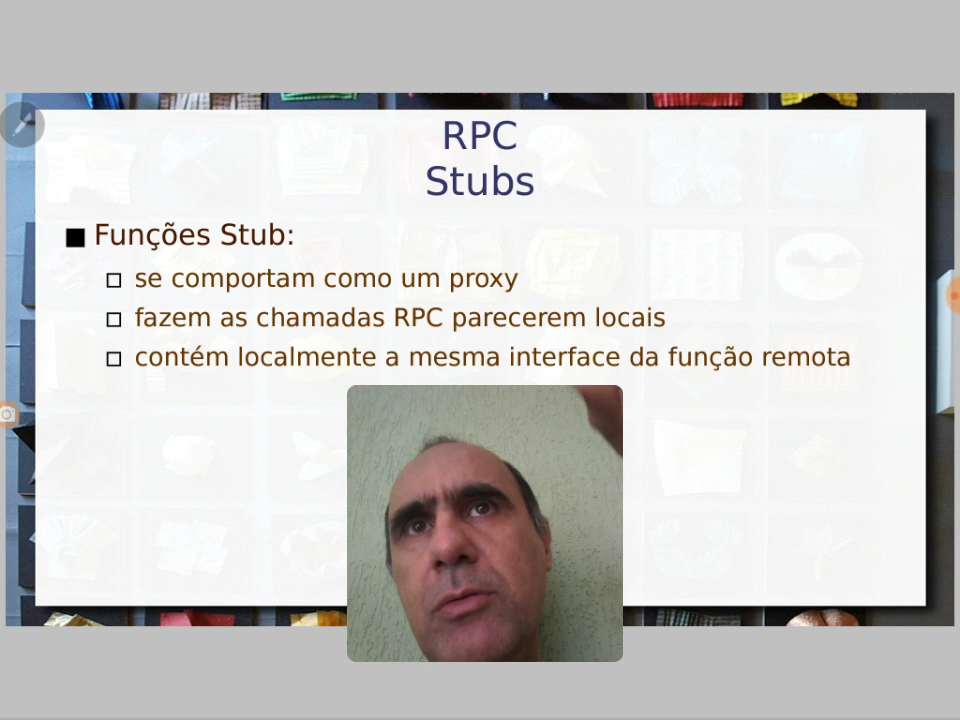 RPC
Stubs
Funções Stub:
se comportam como um proxy
fazem as chamadas RPC parecerem locais
contém localmente a mesma interface da função remota